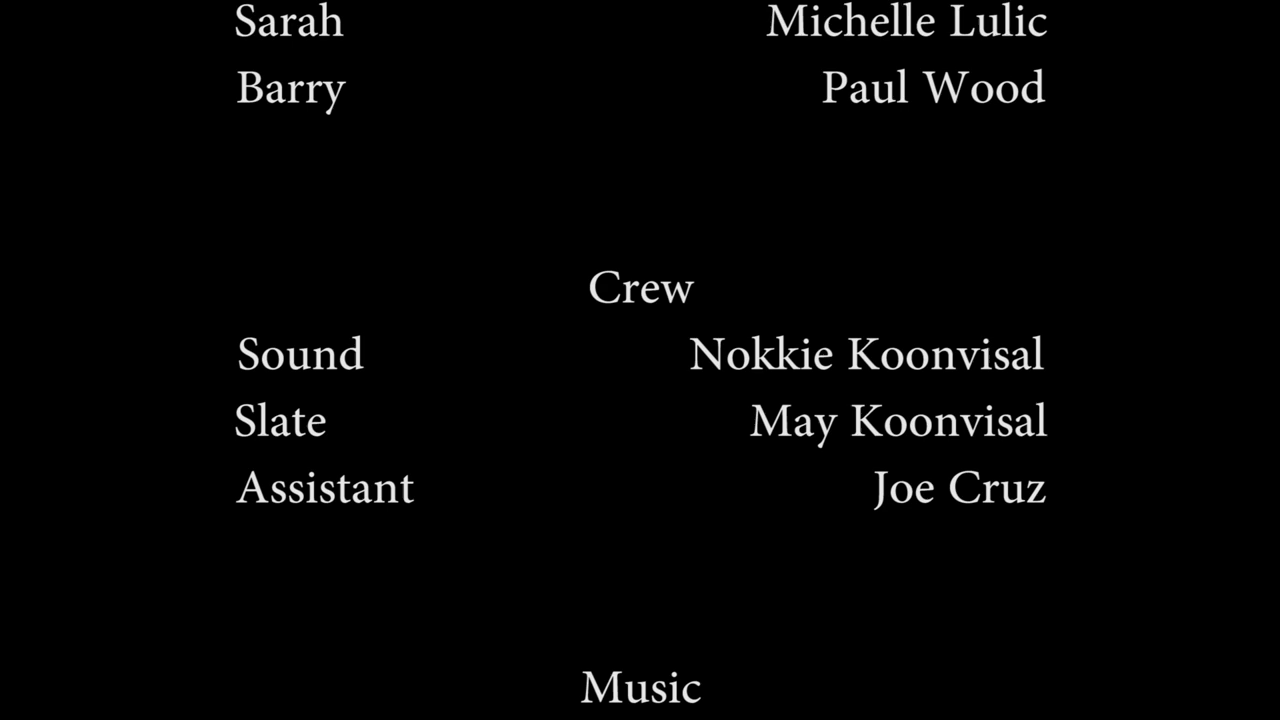 Sarah Michelle Lulic
Barry Paul Wood
Crew
Sound Nokkie Koonvisal
Slate May Koonvisal
Assistant Joe Cruz
Music